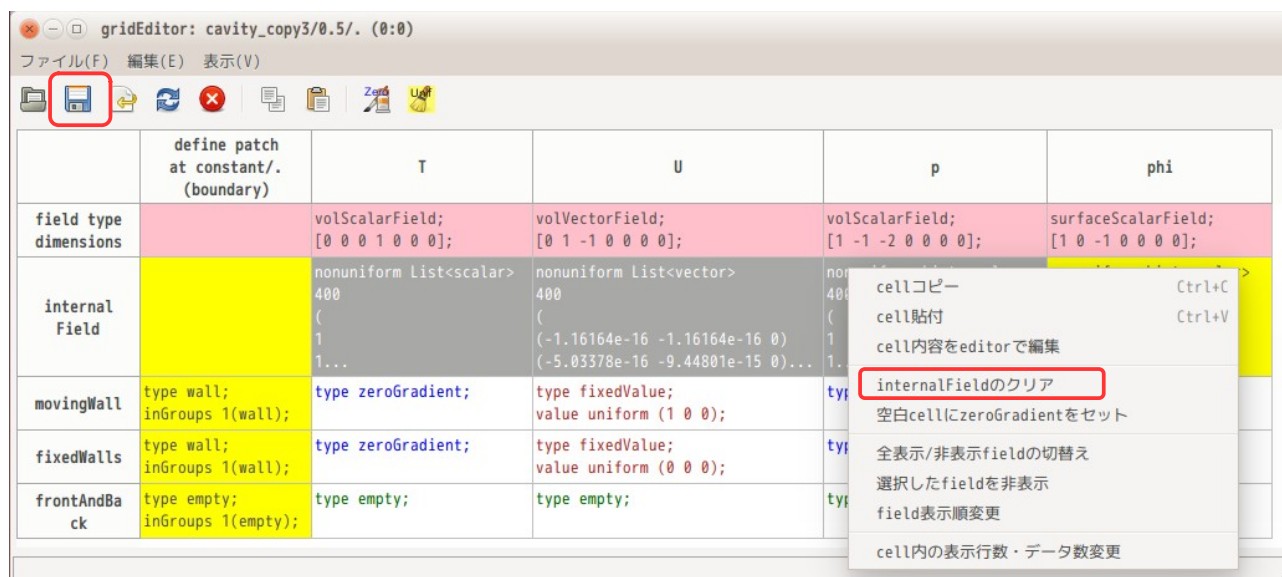 gridEditor: cavity_copy3/0.5/. (0:0)
ファイル(F) 編集(E) 表示(V)
Zero
define patch
at constant/.
(boundary)
T
U
p
phi
field type
dimensions
volScalarField;
[0 0 0 1 0 0 0];
volVectorField;
[0 1 -1 0 0 0 0];
volScalarField;
[1 -1 -2 0 0 0 0];
surfaceScalarField;
[1 0 -1 0 0 0 0];
internal
Field
nonuniform List<scalar>
400
(
1
1...
nonuniform List<vector>
400
(
(-1.16164e-16 -1.16164e-16 0)
(-5.03378e-16 -9.44801e-15 0)...
movingWall
type wall;
inGroups 1(wall);
type zeroGradient;
type fixedValue;
value uniform (1 0 0);
fixedWalls
type wall;
inGroups 1(wall);
type zeroGradient;
type fixedValue;
value uniform (0 0 0);
frontAndBa
ck
type empty;
inGroups 1(empty);
type empty;
type empty;
cellコピー Ctrl+C
cell貼付 Ctrl+V
cell内容をeditorで編集
internalFieldのクリア
空白cellにzeroGradientをセット
全表示/非表示fieldの切替え
選択したfieldを非表示
field表示順変更
cell内の表示行数・データ数変更